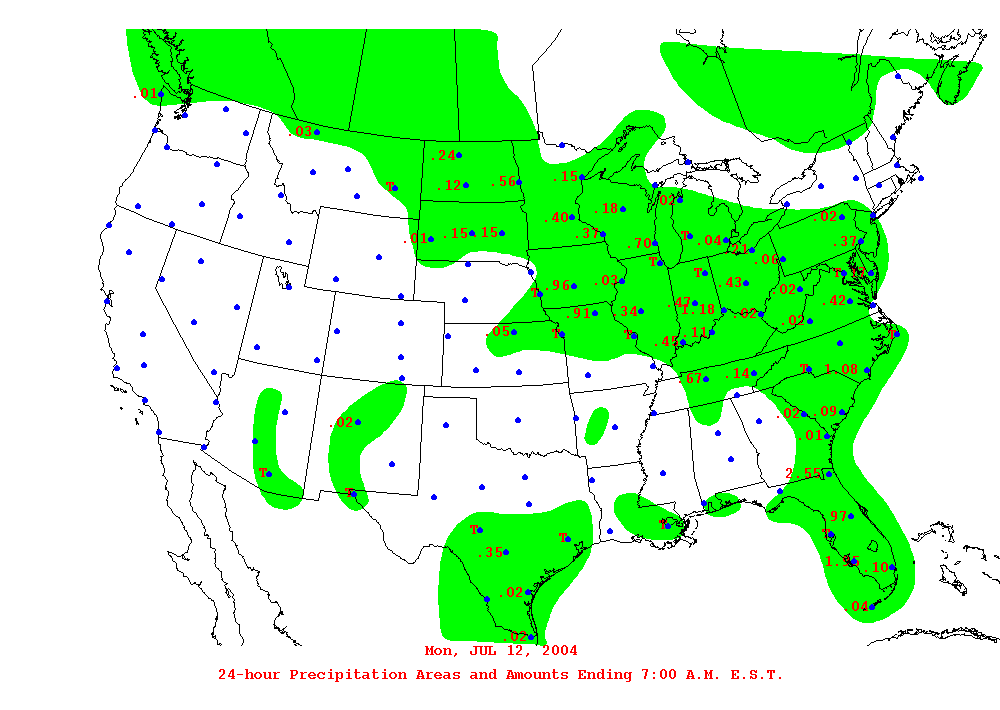 .01
.03
.24
T .12 .56 .15
.02
.40 .18 .02
.01 .15 .15 .37 .70 T .04 .21 .37
T .06
T .43 T
T .96 .02
.47 1.18 .42
.91 .34 .02 .02
.05 T T .11 T
.45
.67 .14 T 1.08
.02 .02 .09
.01
T 2.55
T
T .97
T T T
.35
.10
.02
.04
.02
Mon, JUL 12, 2004
24-hour Precipitation Areas and Amounts Ending 7:00 A.M. E.S.T.